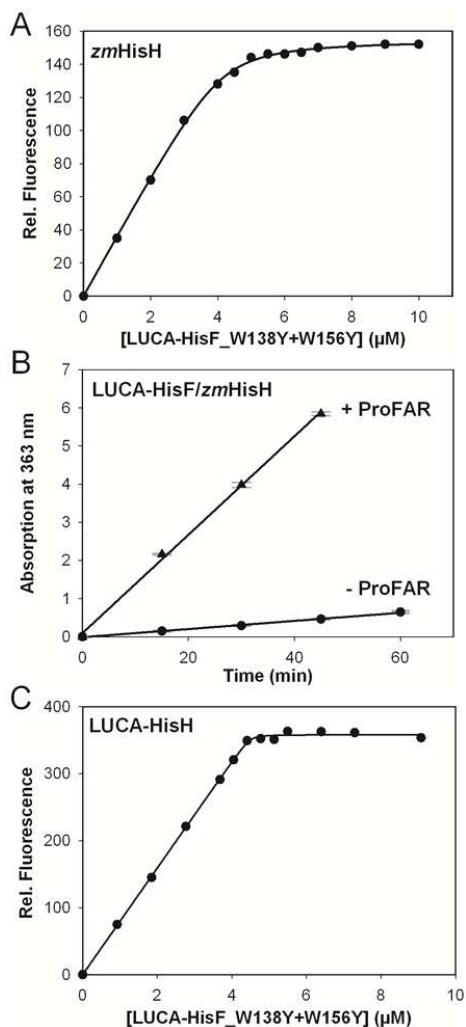 A
zmHisH
160
140
120
100
80
60
40
20
0
Rel. Fluorescence
0 2 4 6 8 10
[LUCA-HisF_W138Y+W156Y] (µM)
B
LUCA-HisF/zmHisH
7
6
5
4
3
2
1
0
Absorption at 363 nm
+ ProFAR
- ProFAR
0 20 40 60
Time (min)
C
LUCA-HisH
400
300
200
100
0
Rel. Fluorescence
0 2 4 6 8 10
[LUCA-HisF_W138Y+W156Y] (µM)